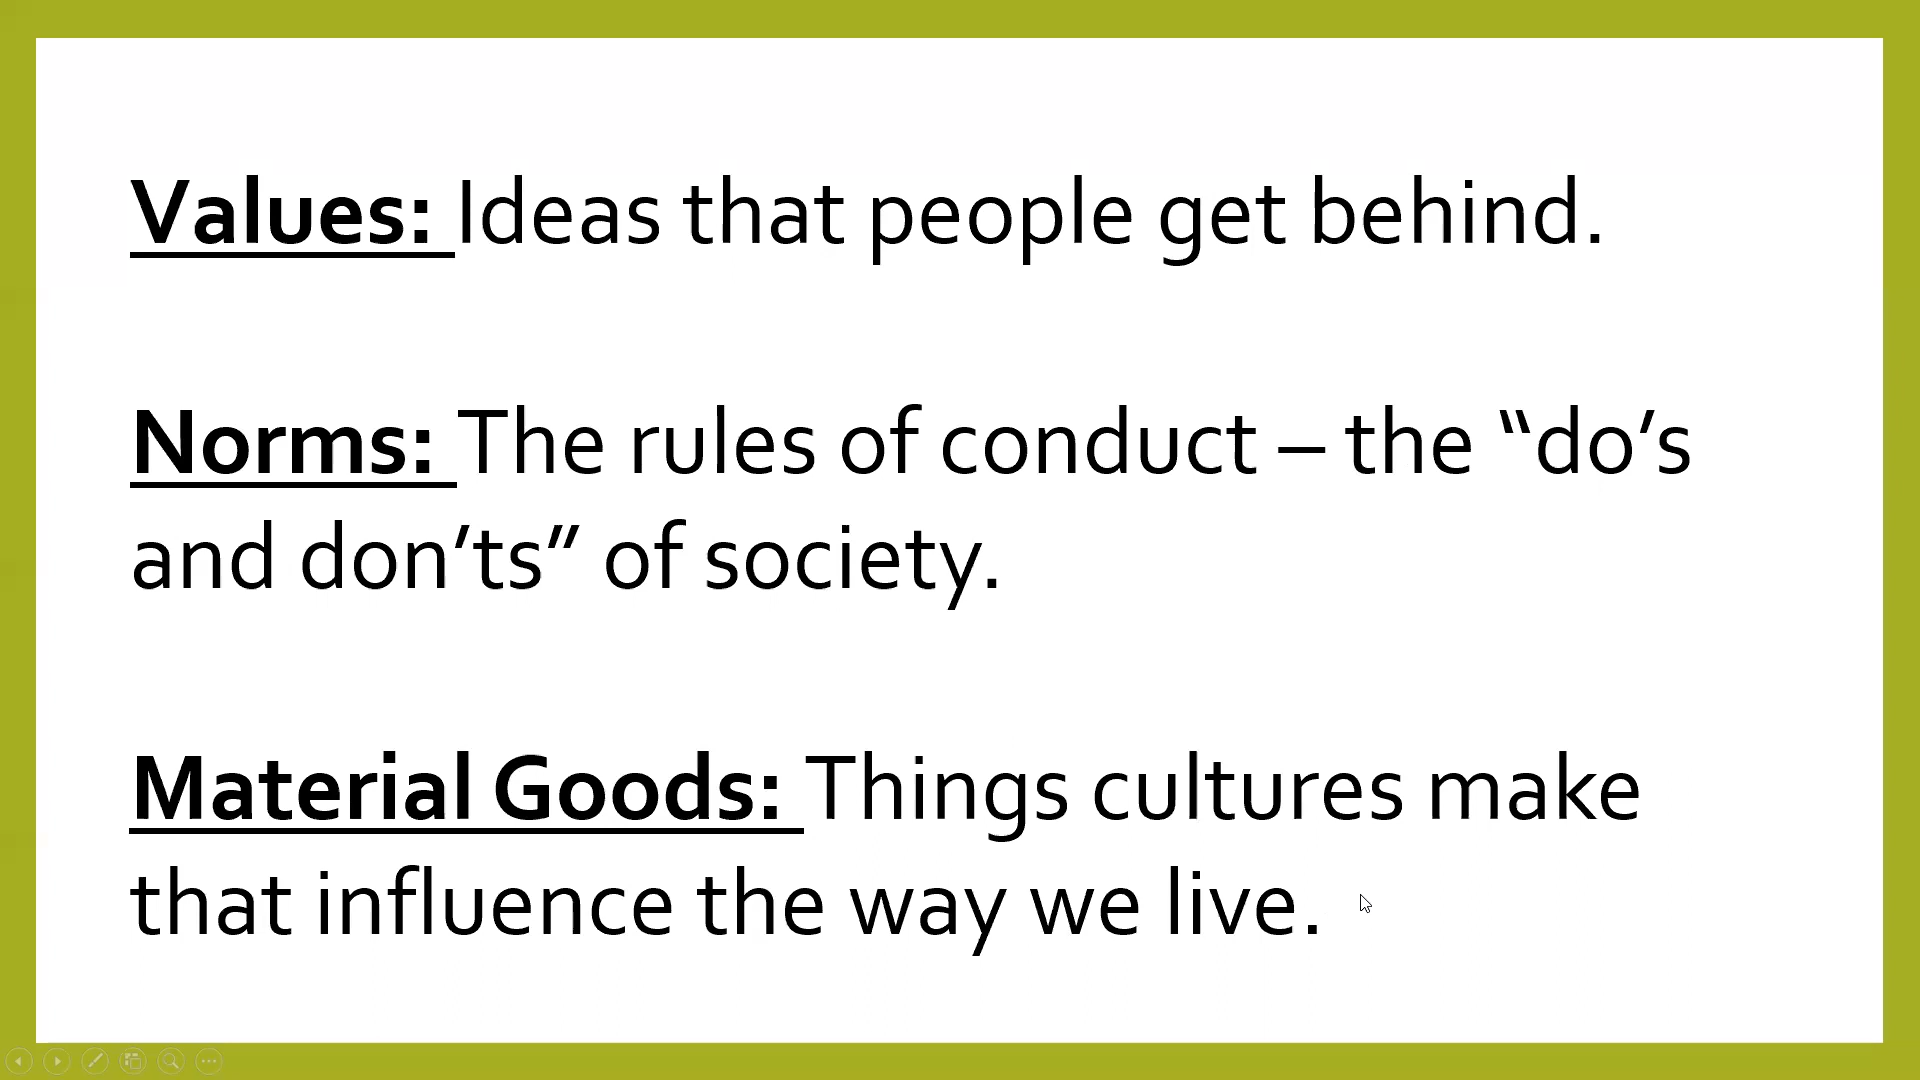 Values: Ideas that people get behind.
Norms: The rules of conduct – the “do’s
and don’ts” of society.
Material Goods: Things cultures make
that influence the way we live.